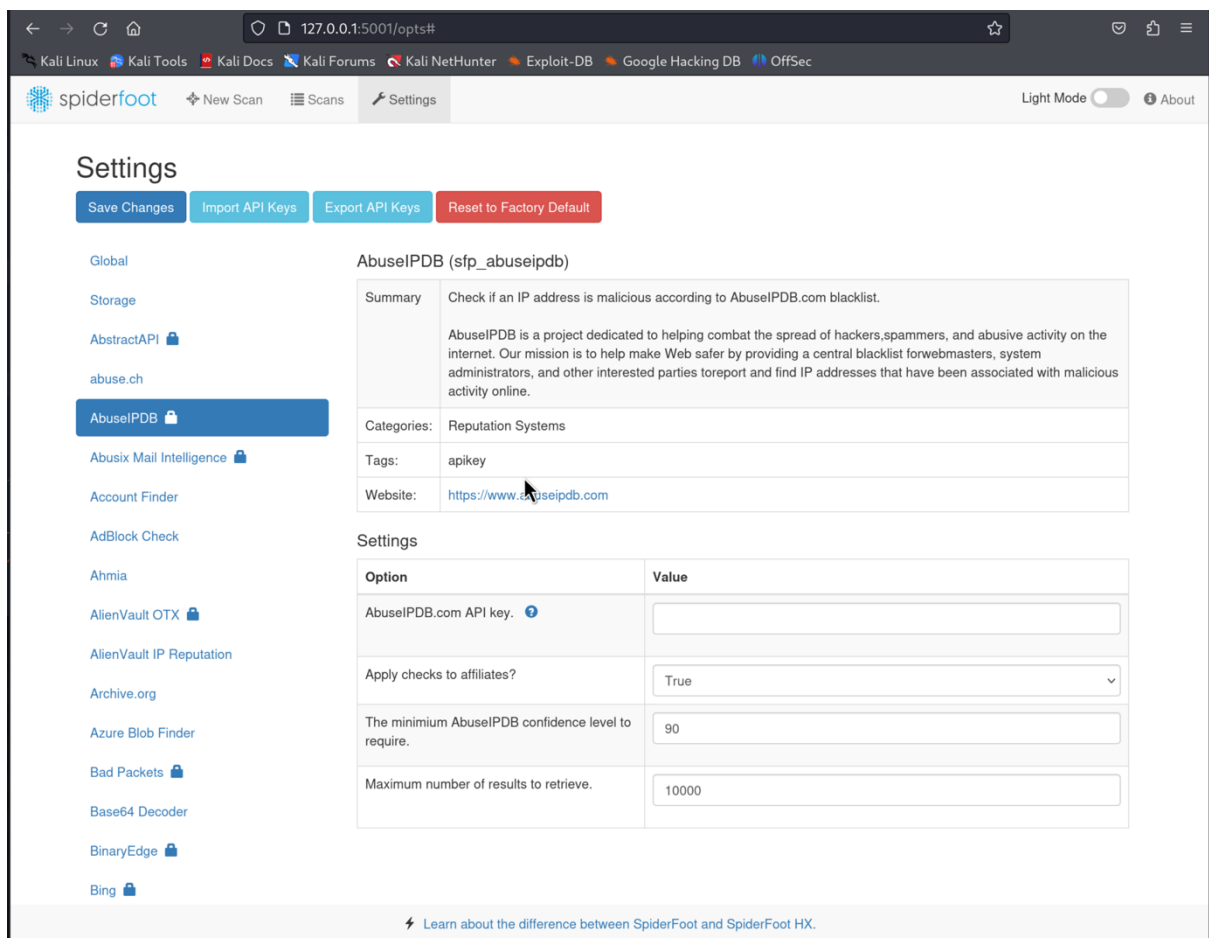 127.0.0.1:5001/opts#
Kali Linux Kali Tools Kali Docs Kali Forums Kali NetHunter Exploit-DB Google Hacking DB OffSec
spiderfoot New Scan Scans Settings Light Mode About
Settings
Save Changes Import API Keys Export API Keys Reset to Factory Default
Global
Storage
AbstractAPI
abuse.ch
AbuseIPDB
Abusix Mail Intelligence
Account Finder
AdBlock Check
Ahmia
AlienVault OTX
AlienVault IP Reputation
Archive.org
Azure Blob Finder
Bad Packets
Base64 Decoder
BinaryEdge
Bing
AbuseIPDB (sfp_abuseipdb)
Summary Check if an IP address is malicious according to AbuseIPDB.com blacklist.
AbuseIPDB is a project dedicated to helping combat the spread of hackers,spammers, and abusive activity on the
internet. Our mission is to help make Web safer by providing a central blacklist forwebmasters, system
administrators, and other interested parties toreport and find IP addresses that have been associated with malicious
activity online.
Categories: Reputation Systems
Tags: apikey
Website: https://www.abuseipdb.com
Settings
Option Value
AbuseIPDB.com API key.
Apply checks to affiliates? True
The minimium AbuseIPDB confidence level to
require. 90
Maximum number of results to retrieve. 10000
Learn about the difference between SpiderFoot and SpiderFoot HX.